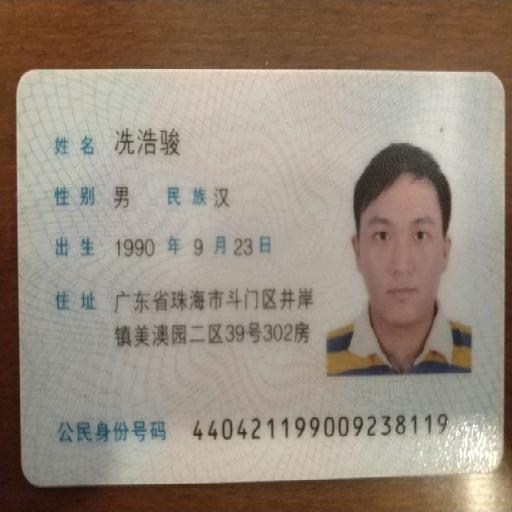 姓名 冼浩骏
性别 男 民族 汉
出生 1990 年 9 月 23 日
住址 广东省珠海市斗门区井岸
镇美澳园二区39号302房
公民身份号码 440421199009238119